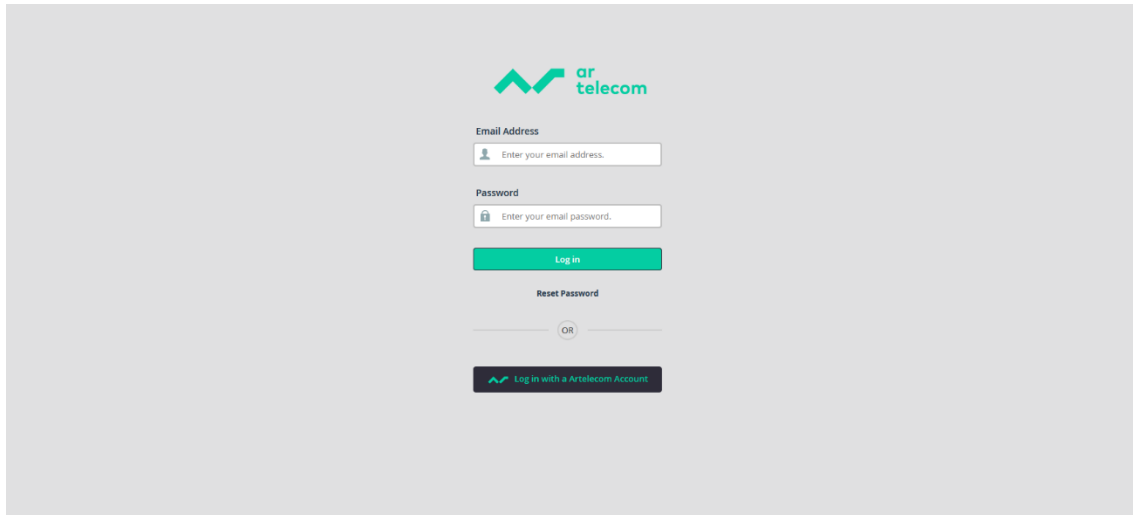 ar
telecom
Email Address
Enter your email address.
Password
Enter your email password.
Log in
Reset Password
OR
Log in with a Artelecom Account